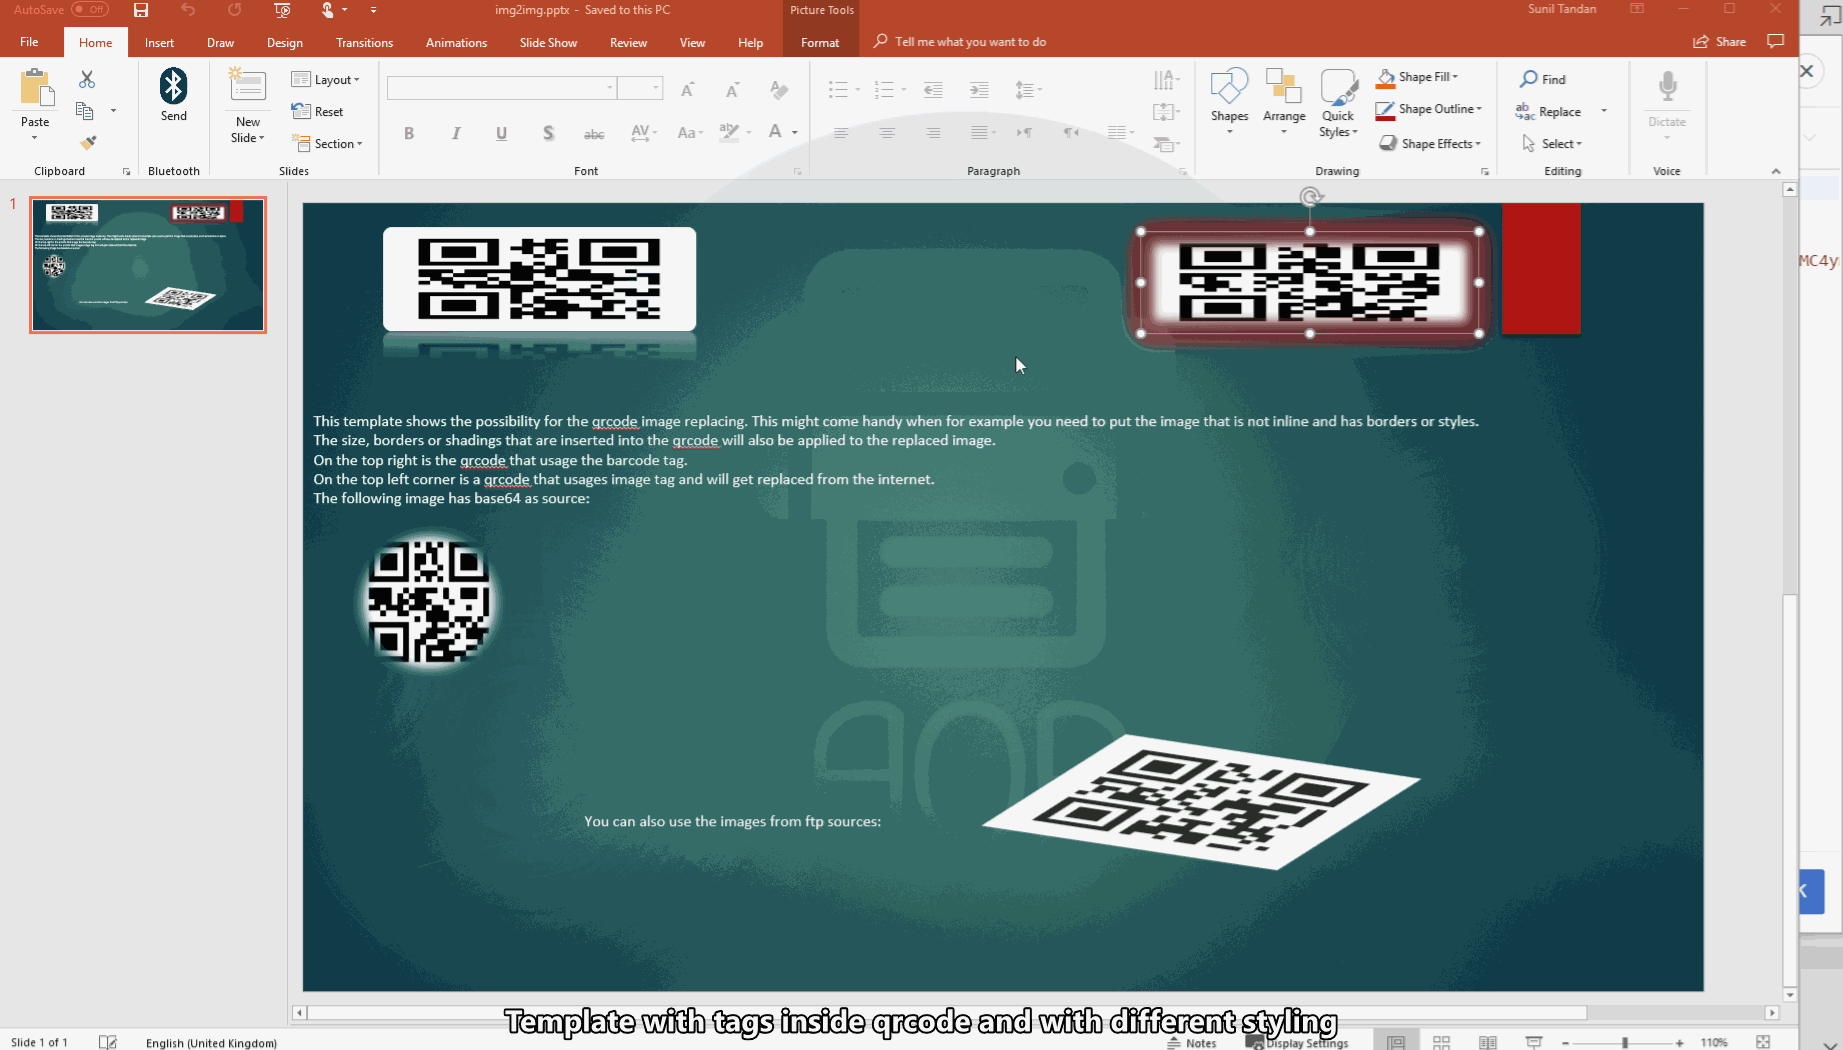 AutoSave Off
img2img.pptx - Saved to this PC
Picture Tools
Sunil Tandan
File Home Insert Draw Design Transitions Animations Slide Show Review View Help Format Tell me what you want to do Share
Paste
Clipboard
Send
Bluetooth
New Slide
Layout
Reset
Section
Slides
B I U S abc AV Aa ab A
Font
Paragraph
Shapes
Arrange
Quick Styles
Shape Fill
Shape Outline
Shape Effects
Drawing
Find
Replace
Select
Editing
Dictate
Voice
MC4y
1
This template shows the possibility for the qrcode image replacing. This might come handy when for example you need to put the image that is not inline and has borders or styles.
The size, borders or shadings that are inserted into the qrcode will also be applied to the replaced image.
On the top right is the qrcode that usage the barcode tag.
On the top left corner is a qrcode that usages image tag and will get replaced from the internet.
The following image has base64 as source:
AOP
You can also use the images from ftp sources:
Template with tags inside qrcode and with different styling
Slide 1 of 1
English (United Kingdom)
Notes
Display Settings
110%